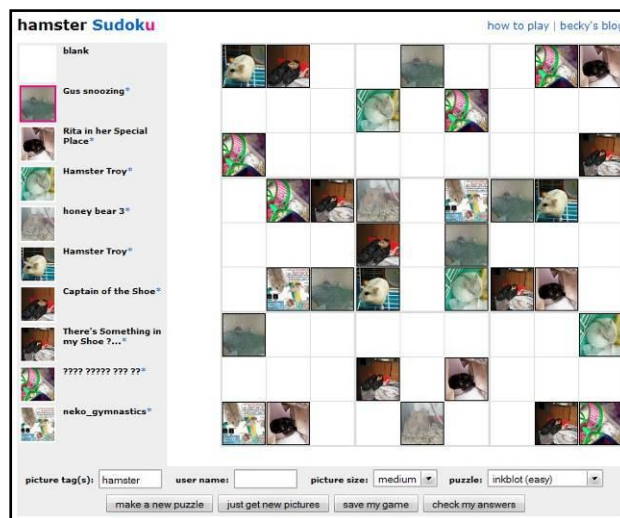 hamster Sudoku
how to play | becky's blog
blank
Gus snoozing*
Rita in her Special
Place*
Hamster Troy*
honey bear 3*
Hamster Troy*
Captain of the Shoe*
There's Something in
my Shoe ?...*
???? ????? ??? ??*
neko_gymnastics*
picture tag(s): hamster user name: picture size: medium puzzle: inkblot (easy)
make a new puzzle just get new pictures save my game check my answers